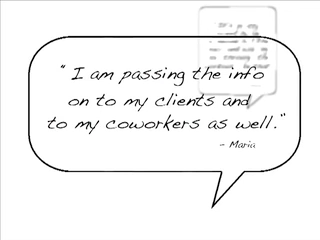 "I am passing the info
on to my clients and
to my coworkers as well."
- Maria